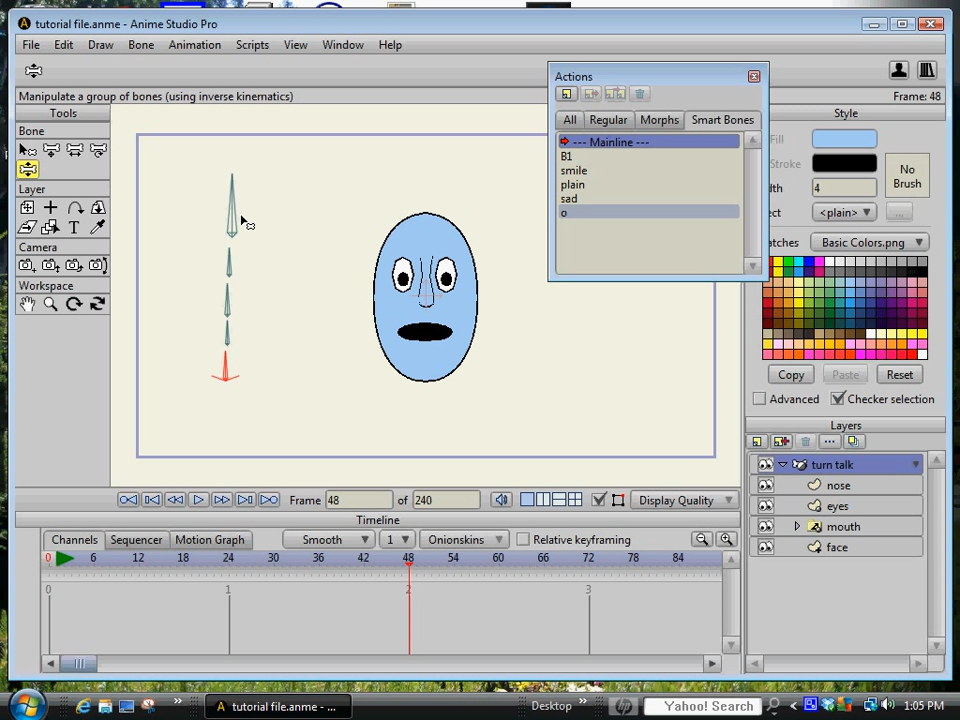 tutorial file.anme - Anime Studio Pro
File Edit Draw Bone Animation Scripts View Window Help
Manipulate a group of bones (using inverse kinematics)
Frame: 48
Tools
Bone
Layer
Camera
Workspace
Actions
All Regular Morphs Smart Bones
--- Mainline ---
B1
smile
plain
sad
o
Style
Fill
Stroke
No
Brush
dth
4
ect
<plain>
...
atches
Basic Colors.png
Copy Paste Reset
Advanced Checker selection
Layers
turn talk
nose
eyes
mouth
face
Frame 48 of 240 Display Quality
Timeline
Channels Sequencer Motion Graph Smooth 1 Onionskins Relative keyframing
0 6 12 18 24 30 36 42 48 54 60 66 72 78 84
0 1 2 3
tutorial file.anme - ...
Desktop
hp
Yahoo! Search
1:05 PM